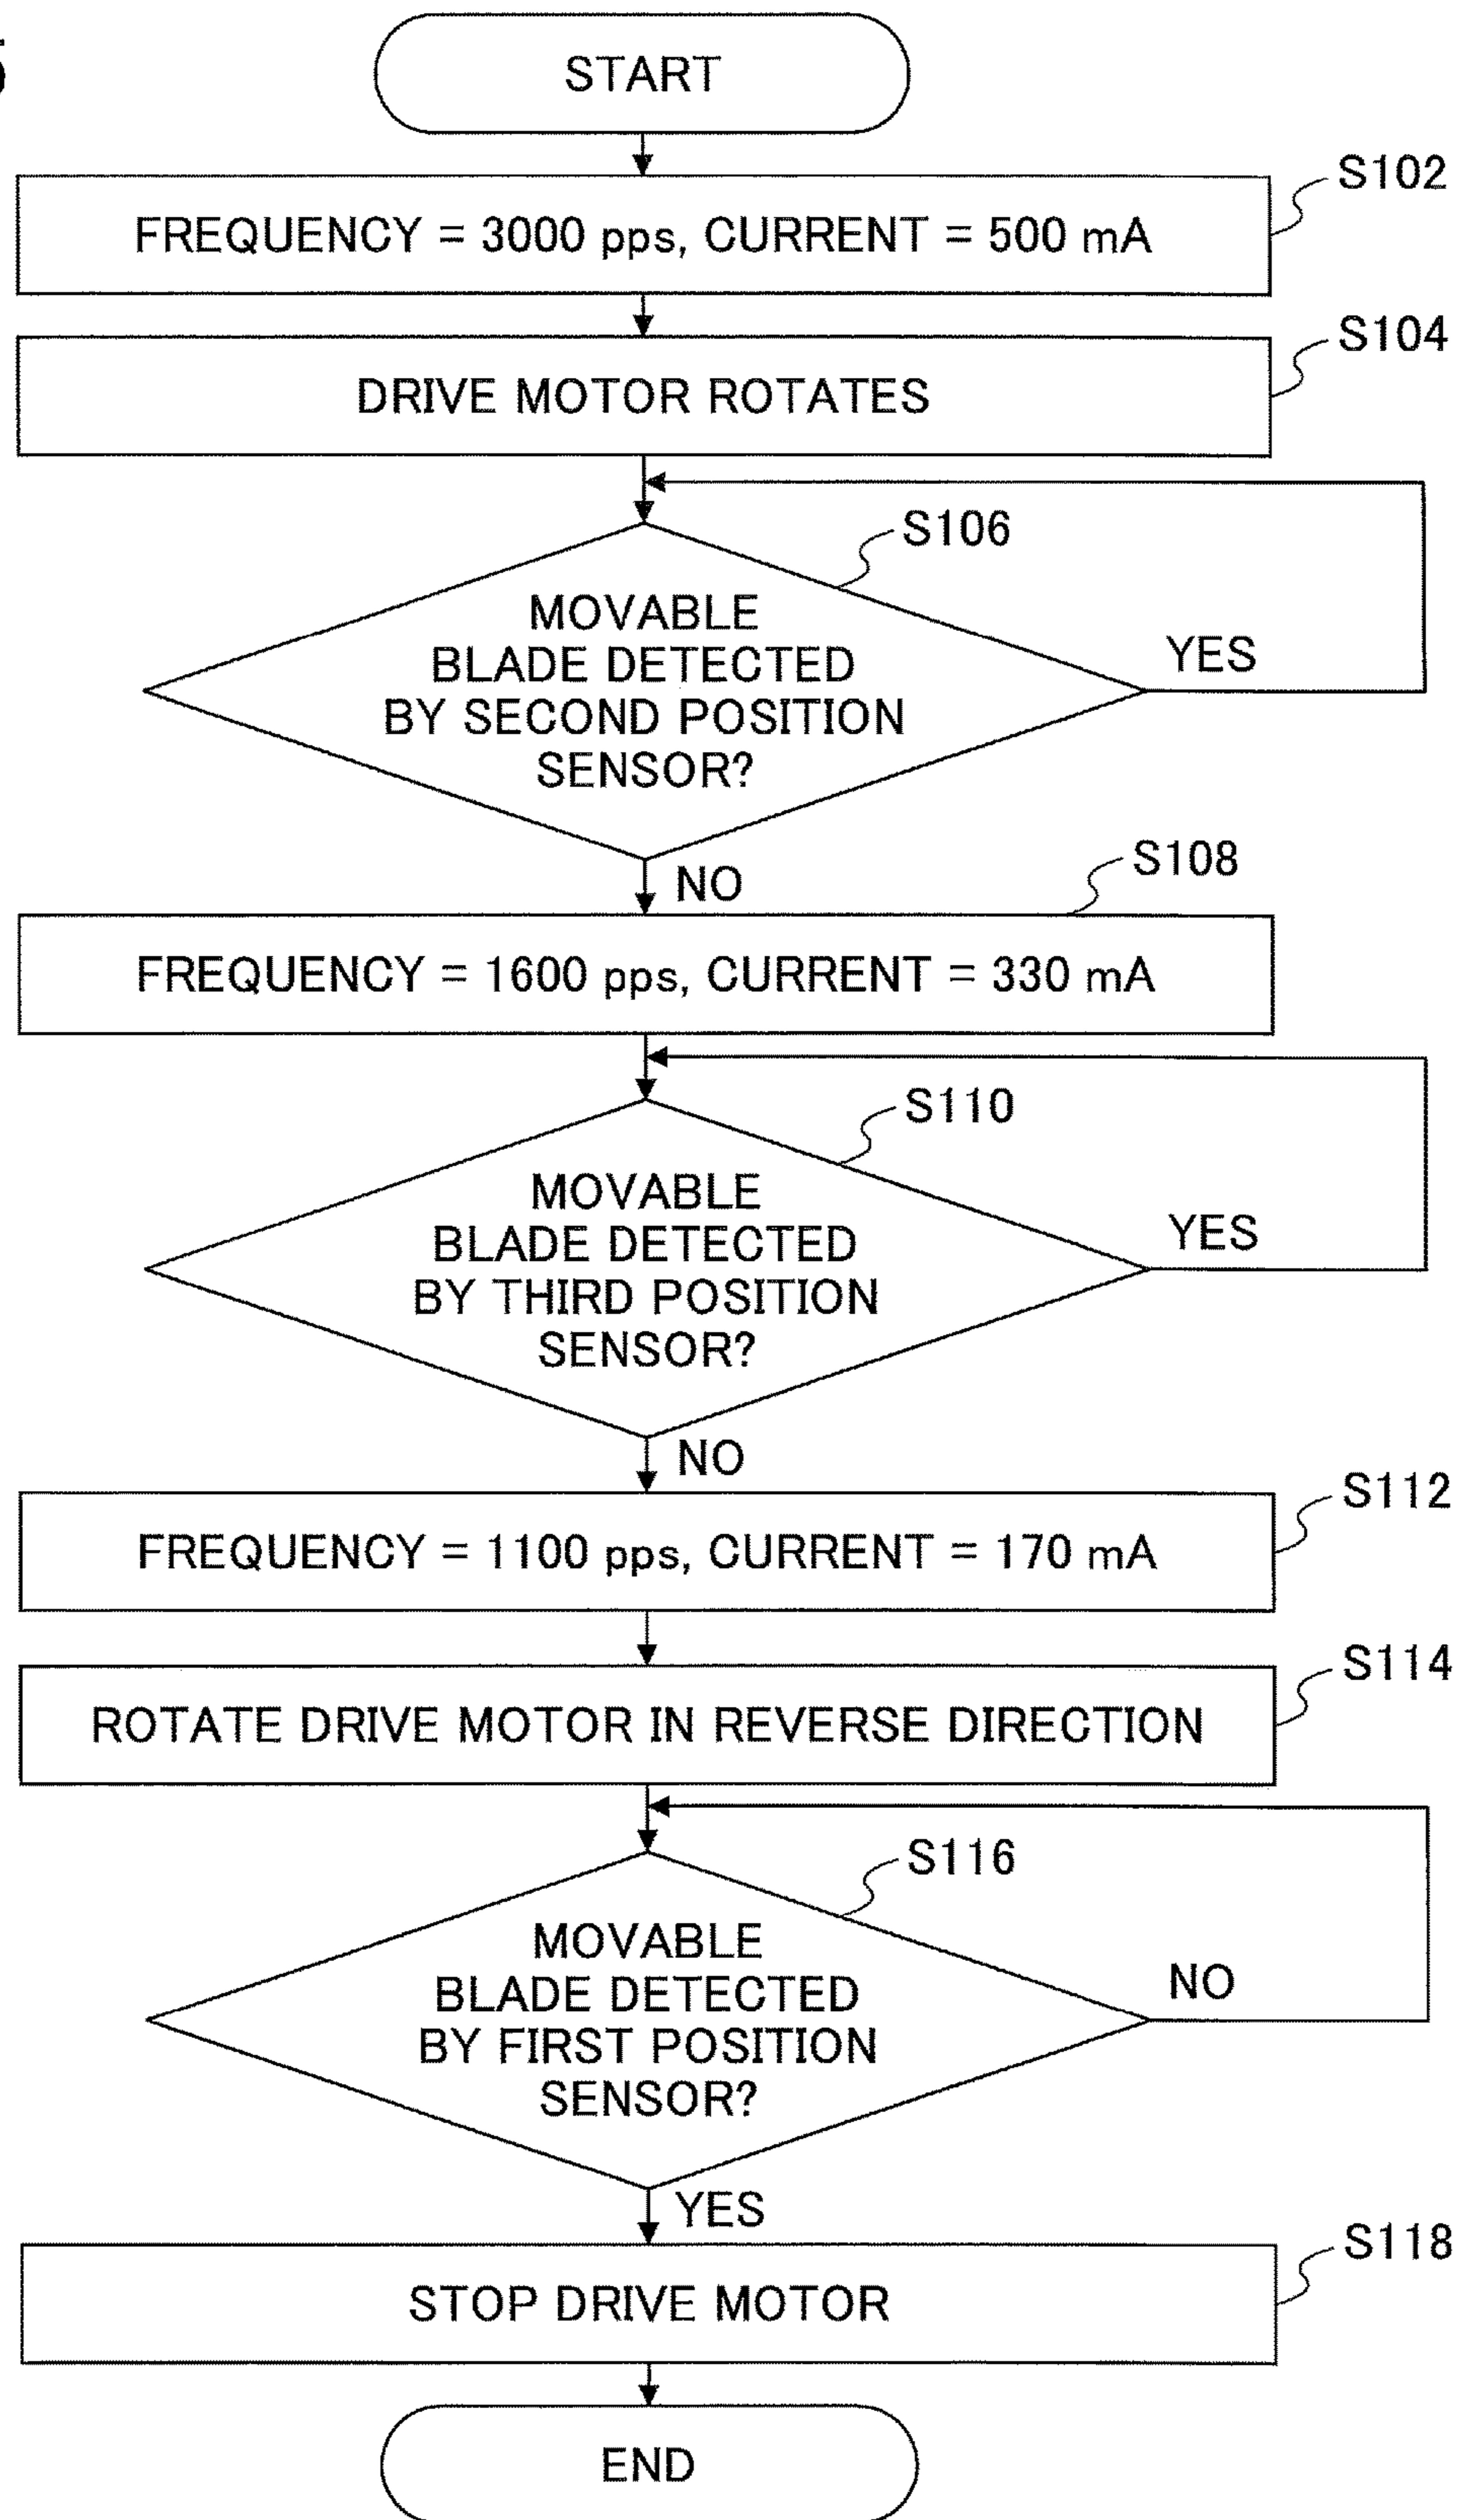 START
S102
FREQUENCY = 3000 pps, CURRENT = 500 mA
S104
DRIVE MOTOR ROTATES
S106
MOVABLE
BLADE DETECTED
BY SECOND POSITION
SENSOR?
YES
NO
S108
FREQUENCY = 1600 pps, CURRENT = 330 mA
S110
MOVABLE
BLADE DETECTED
BY THIRD POSITION
SENSOR?
YES
NO
S112
FREQUENCY = 1100 pps, CURRENT = 170 mA
S114
ROTATE DRIVE MOTOR IN REVERSE DIRECTION
S116
MOVABLE
BLADE DETECTED
BY FIRST POSITION
SENSOR?
NO
YES
S118
STOP DRIVE MOTOR
END